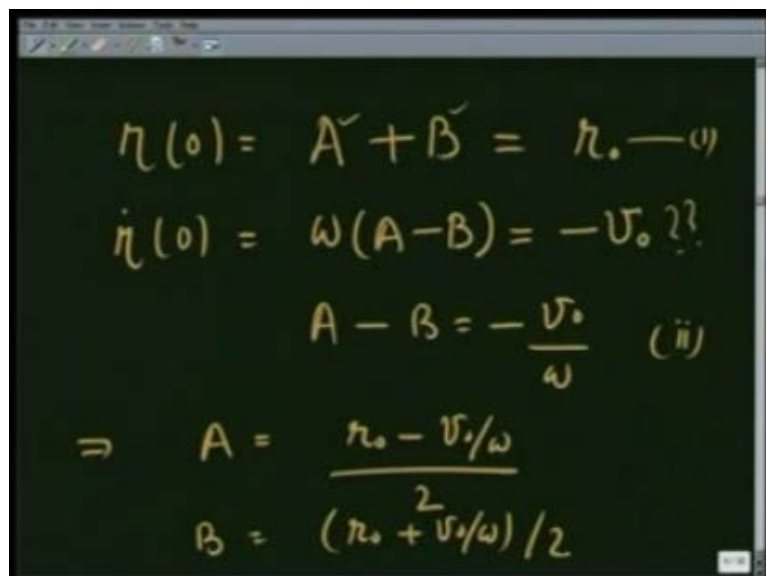 r(0) = A + B = r₀ — (i)
ṙ(0) = ω(A−B) = −v₀ ??
A − B = − v₀/ω (ii)
⇒ A = (r₀ − v₀/ω) / 2
B = (r₀ + v₀/ω) / 2